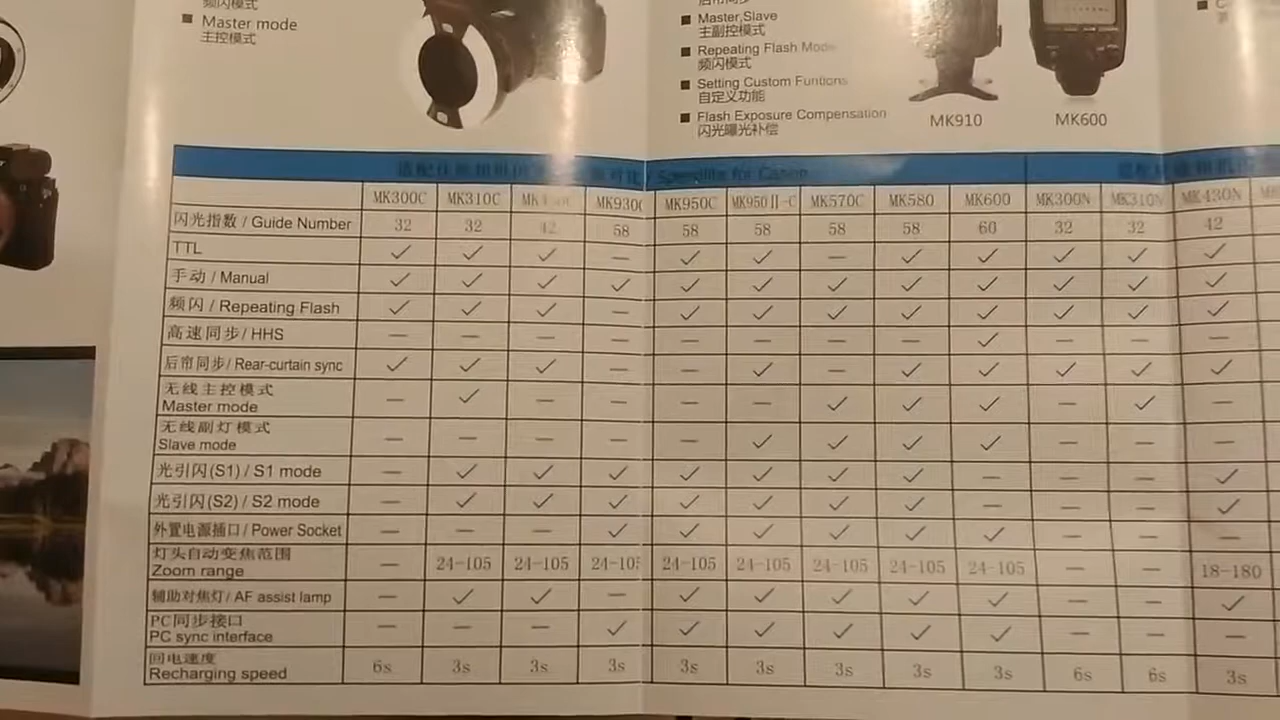 频闪模式
Master mode
主控模式
Master,Slave
主副控模式
Repeating Flash Mode
频闪模式
Setting Custom Funtions
自定义功能
Flash Exposure Compensation
闪光曝光补偿
MK910 MK600
Speedlite for Canon
MK300C MK310C MK930C MK950C MK950Ⅱ-C MK570C MK580 MK600 MK300N MK310N MK430N
闪光指数 / Guide Number 32 32 42 58 58 58 58 58 60 32 32 42
TTL ✓ ✓ ✓ — ✓ ✓ — ✓ ✓ ✓ ✓ ✓
手动 / Manual ✓ ✓ ✓ ✓ ✓ ✓ ✓ ✓ ✓ ✓ ✓ ✓
频闪 / Repeating Flash ✓ ✓ ✓ — ✓ ✓ ✓ ✓ ✓ ✓ ✓ ✓
高速同步 / HHS — — — — — — — — ✓ — — —
后帘同步 / Rear-curtain sync ✓ ✓ ✓ — — ✓ — ✓ ✓ ✓ ✓ ✓
无线主控模式
Master mode — ✓ — — — — ✓ ✓ ✓ — ✓ —
无线副灯模式
Slave mode — — — — — ✓ ✓ ✓ ✓ — — —
光引闪(S1) / S1 mode — ✓ ✓ ✓ ✓ ✓ ✓ ✓ — — — ✓
光引闪(S2) / S2 mode — ✓ ✓ ✓ ✓ ✓ ✓ ✓ — — — ✓
外置电源插口 / Power Socket — — — ✓ ✓ ✓ ✓ ✓ ✓ — — —
灯头自动变焦范围
Zoom range — 24-105 24-105 24-105 24-105 24-105 24-105 24-105 24-105 — — 18-180
辅助对焦灯 / AF assist lamp — ✓ ✓ — ✓ ✓ ✓ ✓ ✓ — — ✓
PC同步接口
PC sync interface — — — ✓ ✓ ✓ ✓ ✓ ✓ — — —
回电速度
Recharging speed 6s 3s 3s 3s 3s 3s 3s 3s 3s 6s 6s 3s